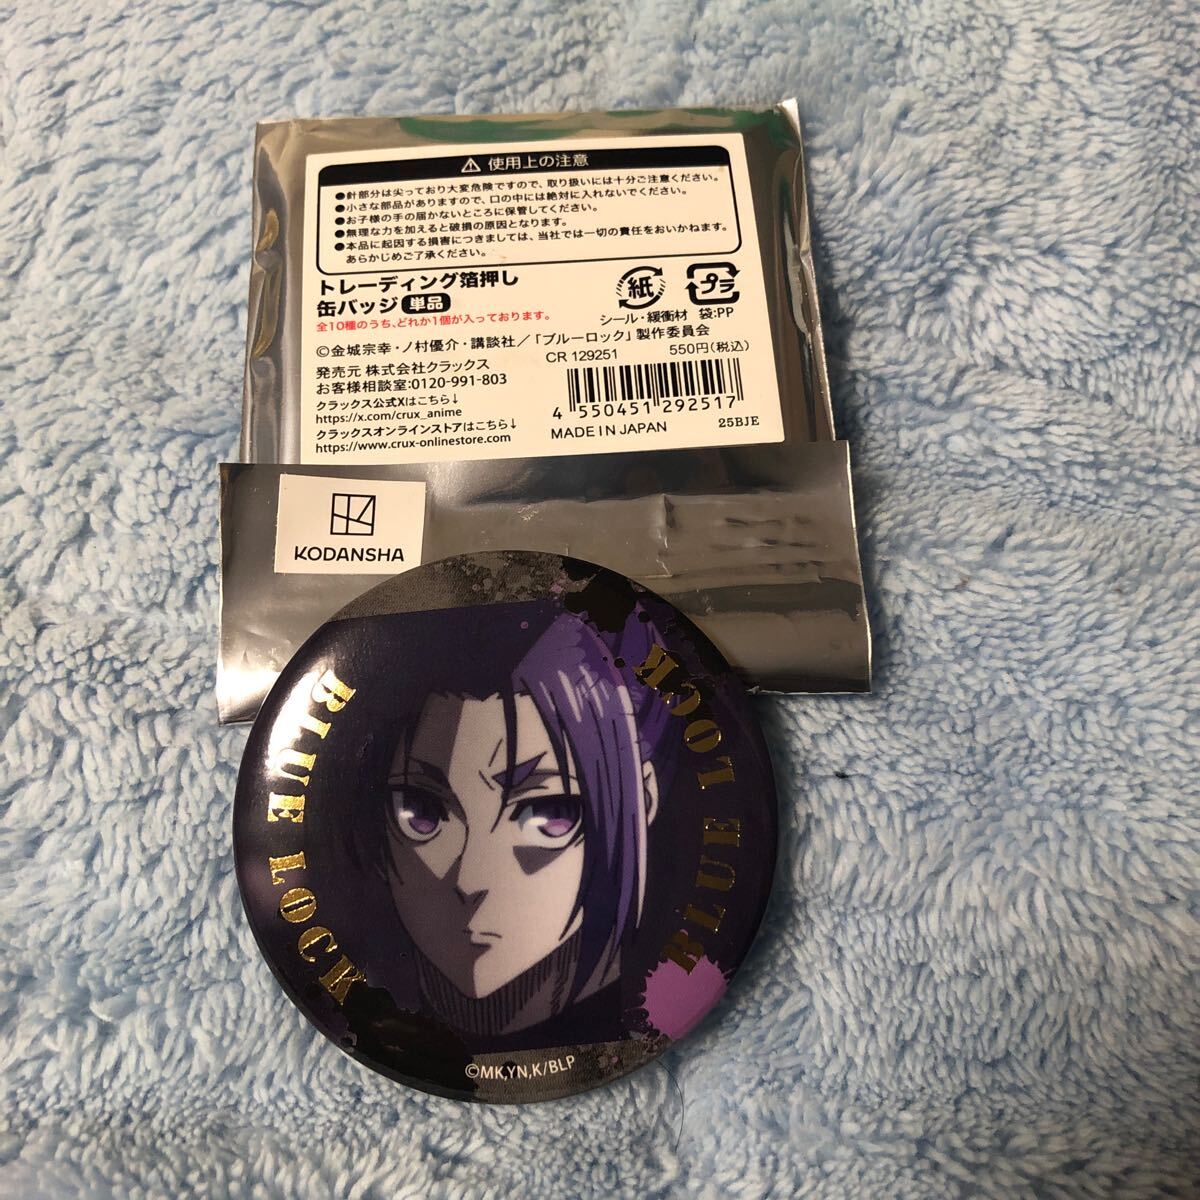 ⚠ 使用上の注意
●針部分は尖っており大変危険ですので、取り扱いには十分ご注意ください。
●小さな部品がありますので、口の中には絶対に入れないでください。
●お子様の手の届かないところに保管してください。
●無理な力を加えると破損の原因となります。
●本品に起因する損害につきましては、当社では一切の責任をおいかねます。
あらかじめご了承ください。
トレーディング箔押し
缶バッジ 単品
全10種のうち、どれか1個が入っております。
紙
シール・緩衝材
プラ
袋:PP
©金城宗幸・ノ村優介・講談社／「ブルーロック」製作委員会
発売元 株式会社クラックス
お客様相談室:0120-991-803
クラックス公式Xはこちら↓
https://x.com/crux_anime
クラックスオンラインストアはこちら↓
https://www.crux-onlinestore.com
CR 129251
550円(税込)
4 550451 292517
MADE IN JAPAN
25BJE
KODANSHA
BLUE LOCK
BLUE LOCK
©MK,YN,K/BLP